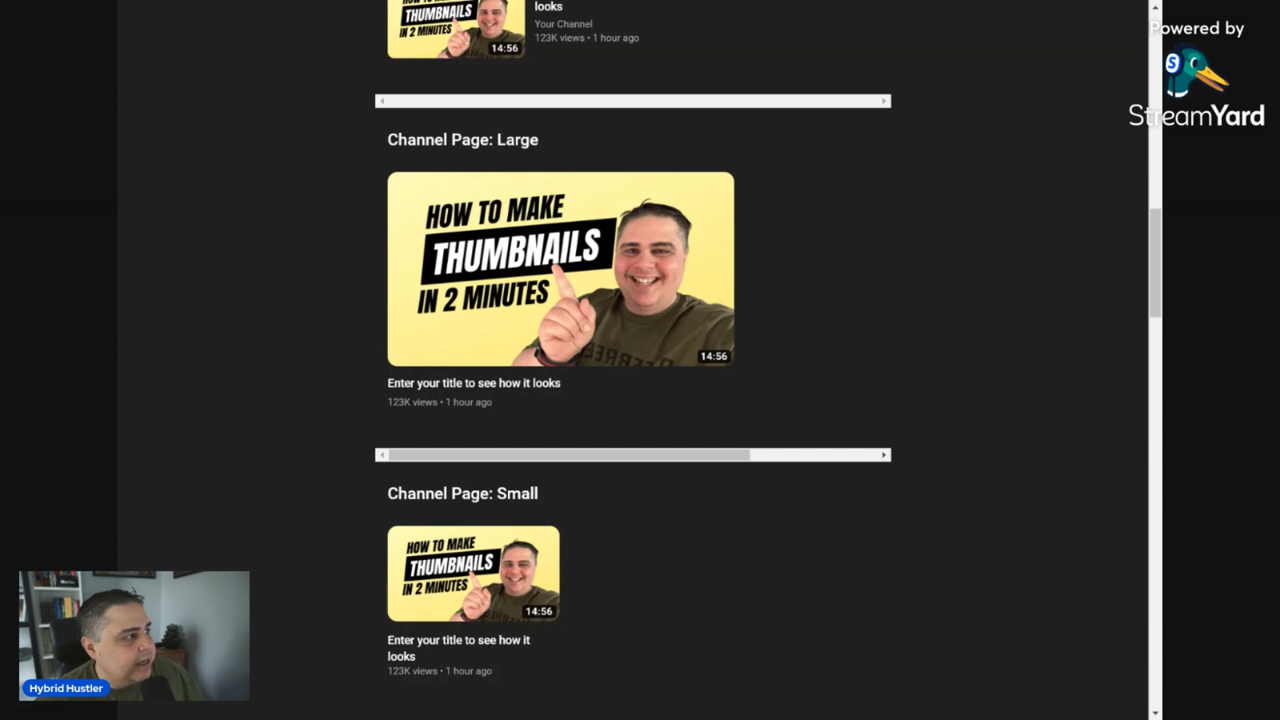 THUMBNAILS
IN 2 MINUTES
14:56
looks
Your Channel
123K views • 1 hour ago
Powered by
S
StreamYard
Channel Page: Large
HOW TO MAKE
THUMBNAILS
IN 2 MINUTES
14:56
Enter your title to see how it looks
123K views • 1 hour ago
Channel Page: Small
HOW TO MAKE
THUMBNAILS
IN 2 MINUTES
14:56
Enter your title to see how it
looks
123K views • 1 hour ago
Hybrid Hustler